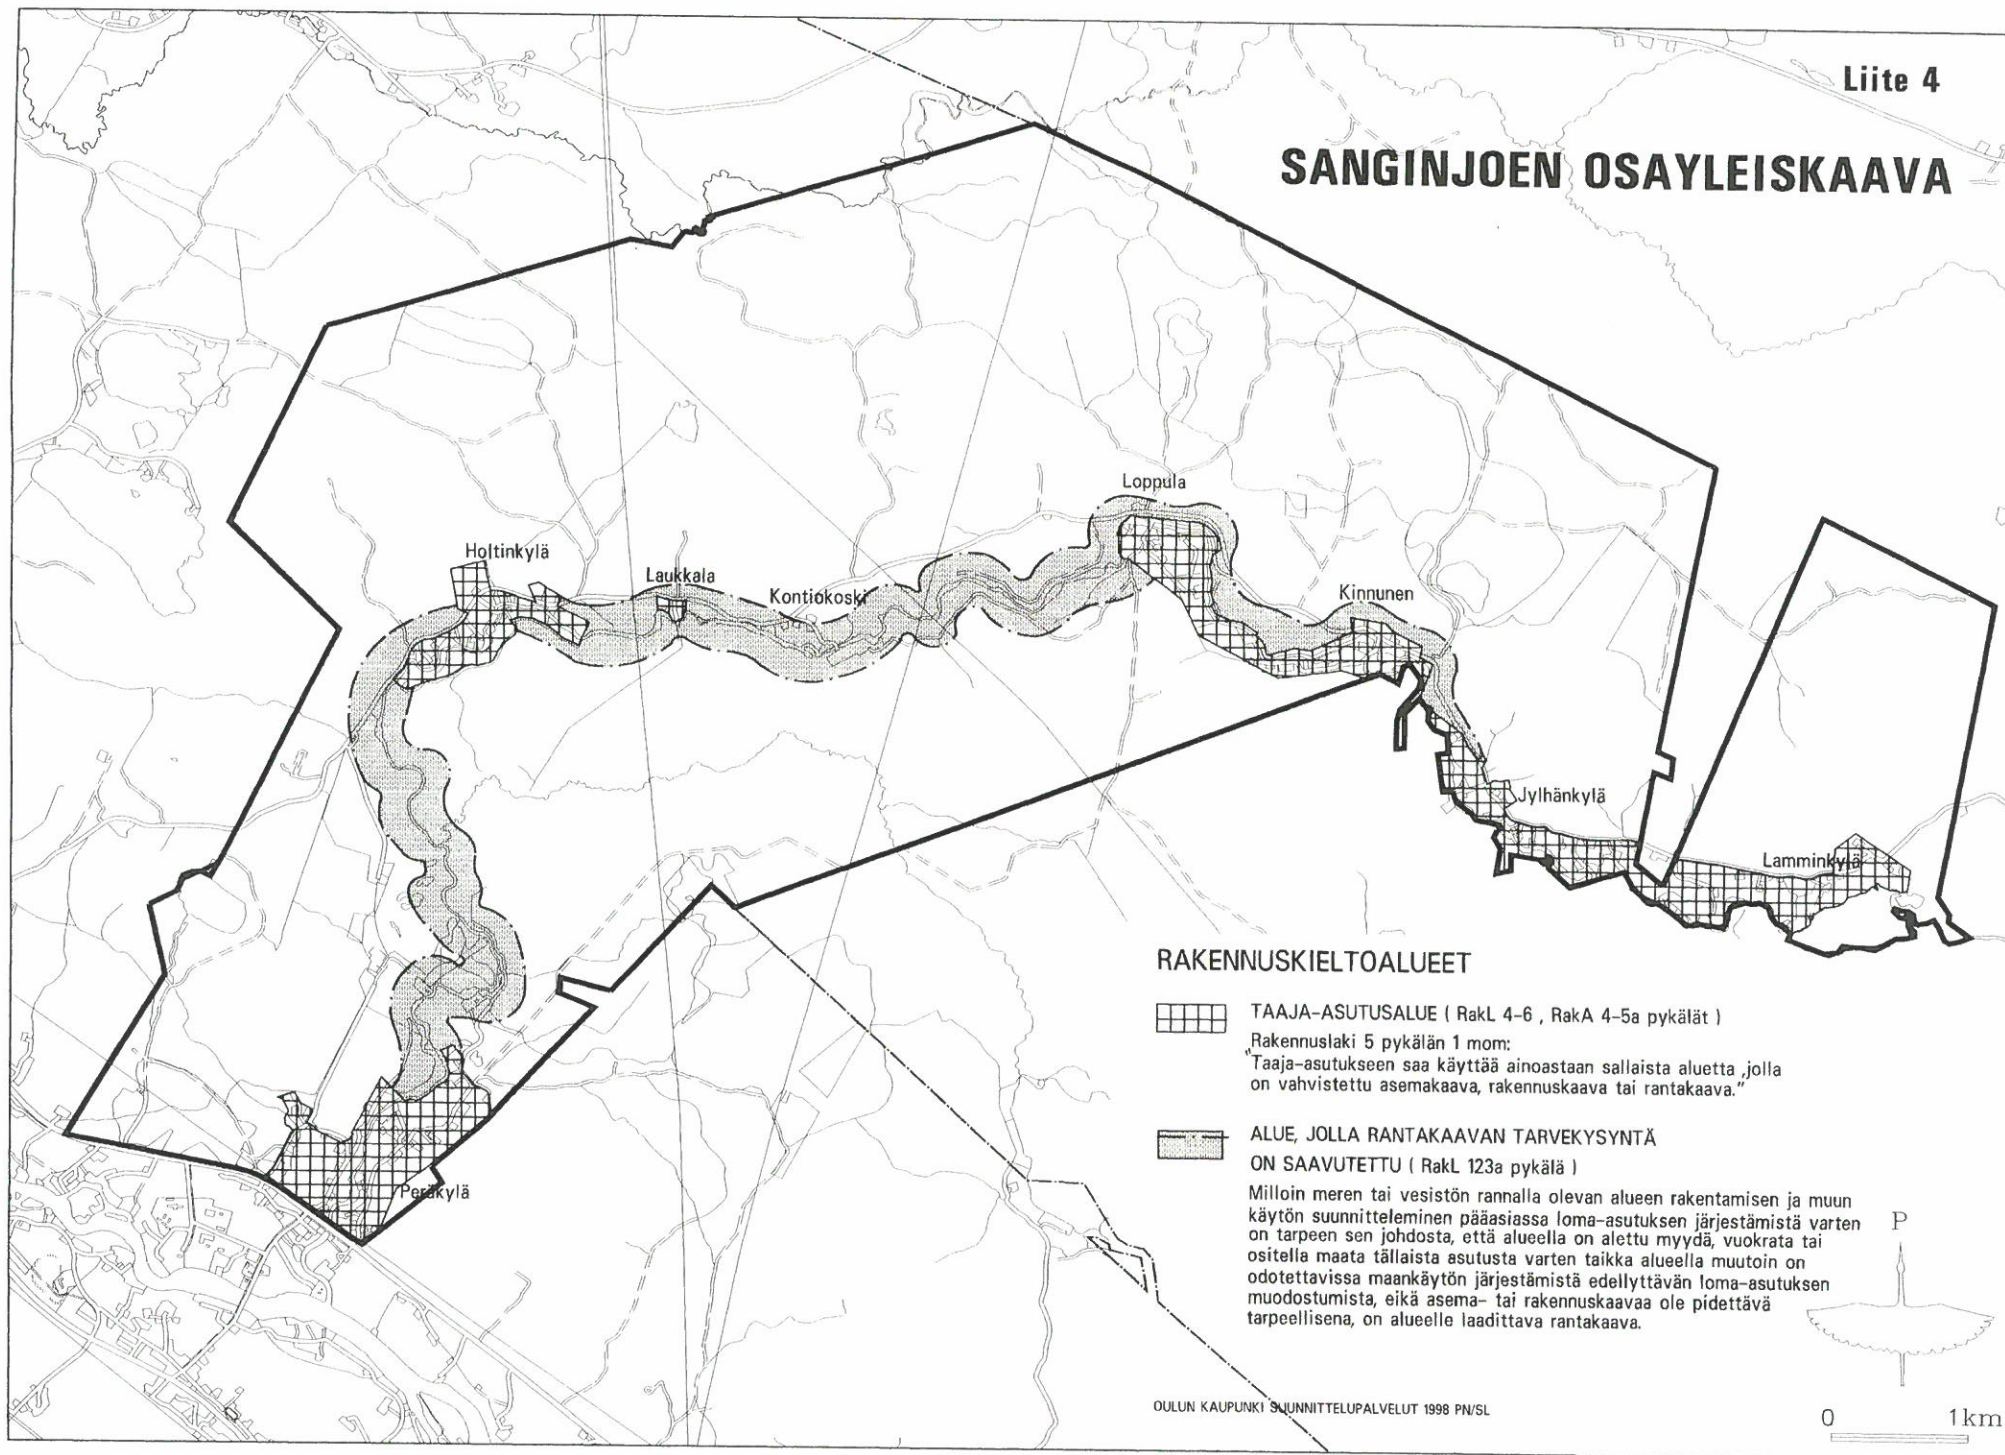 Liite 4
SANGINJOEN OSAYLEISKAAVA
Loppula
Holtinkylä
Laukkala
Kontiokoski
Kinnunen
Jylhänkylä
Lamminkylä
Peräkylä
RAKENNUSKIELTOALUEET
TAAJA-ASUTUSALUE ( RakL 4-6 , RakA 4-5a pykälät )
Rakennuslaki 5 pykälän 1 mom:
"Taaja-asutukseen saa käyttää ainoastaan sallaista aluetta ,jolla
on vahvistettu asemakaava, rakennuskaava tai rantakaava."
ALUE, JOLLA RANTAKAAVAN TARVEKYSYNTÄ
ON SAAVUTETTU ( RakL 123a pykälä )
Milloin meren tai vesistön rannalla olevan alueen rakentamisen ja muun
käytön suunnitteleminen pääasiassa loma-asutuksen järjestämistä varten
on tarpeen sen johdosta, että alueella on alettu myydä, vuokrata tai
ositella maata tällaista asutusta varten taikka alueella muutoin on
odotettavissa maankäytön järjestämistä edellyttävän loma-asutuksen
muodostumista, eikä asema- tai rakennuskaavaa ole pidettävä
tarpeellisena, on alueelle laadittava rantakaava.
P
OULUN KAUPUNKI SUUNNITTELUPALVELUT 1998 PN/SL
0 1km